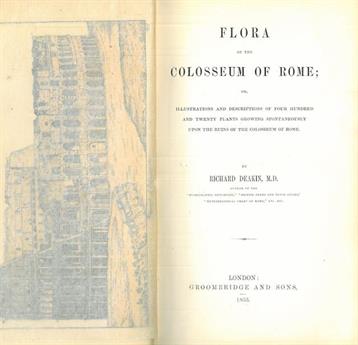 FLORA
OF THE
COLOSSEUM OF ROME;
OR,
ILLUSTRATIONS AND DESCRIPTIONS OF FOUR HUNDRED
AND TWENTY PLANTS GROWING SPONTANEOUSLY
UPON THE RUINS OF THE COLOSSEUM OF ROME.
BY
RICHARD DEAKIN, M.D.
AUTHOR OF THE
LONDON:
GROOMBRIDGE AND SONS,
1855.